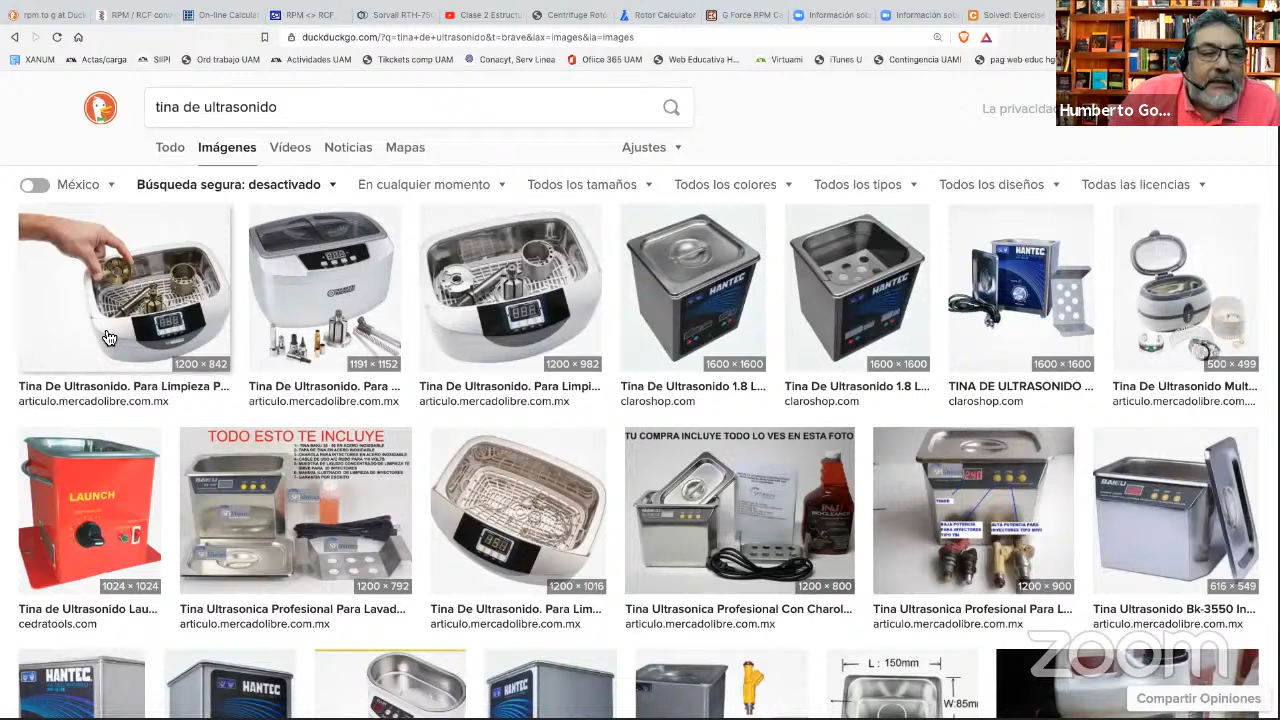 rpm to g at Duck
RPM / RCF conv
On-line Calcula
RPM <-> RCF
Centrifuge Roto
Rotor Calculator
G Force RPM Ca
Información sob
Información sob
Solved: Exercise
duckduckgo.com/?q=tina+de+ultrasonido&t=brave&iax=images&ia=images
XANUM
Actas/carga
SIIPI
Ord trabajo UAM
Actividades UAM
Tikckets comp U
Conacyt, Serv Linea
Ofiice 365 UAM
Web Educativa H...
Virtuami
iTunes U
Contingencia UAMI
pag web educ hg
Humberto Go...
tina de ultrasonido
La privacidad
Todo Imágenes Vídeos Noticias Mapas Ajustes
México Búsqueda segura: desactivado En cualquier momento Todos los tamaños Todos los colores Todos los tipos Todos los diseños Todas las licencias
HANTEC
HANTEC
HANTEC
1200 × 842
1191 × 1152
1200 × 982
1600 × 1600
1600 × 1600
1600 × 1600
500 × 499
Tina De Ultrasonido. Para Limpieza P...
articulo.mercadolibre.com.mx
Tina De Ultrasonido. Para ...
articulo.mercadolibre.com.mx
Tina De Ultrasonido. Para Limpi...
articulo.mercadolibre.com.mx
Tina De Ultrasonido 1.8 L...
claroshop.com
Tina De Ultrasonido 1.8 L...
claroshop.com
TINA DE ULTRASONIDO ...
claroshop.com
Tina De Ultrasonido Mult...
articulo.mercadolibre.com....
LAUNCH
TODO ESTO TE INCLUYE
TU COMPRA INCLUYE TODO LO VES EN ESTA FOTO
BAKU
1024 × 1024
1200 × 792
1200 × 1016
1200 × 800
1200 × 900
616 × 549
Tina de Ultrasonido Lau...
cedratools.com
Tina Ultrasonica Profesional Para Lavad...
articulo.mercadolibre.com.mx
Tina De Ultrasonido. Para Lim...
articulo.mercadolibre.com.mx
Tina Ultrasonica Profesional Con Charol...
articulo.mercadolibre.com.mx
Tina Ultrasonica Profesional Para L...
articulo.mercadolibre.com.mx
Tina Ultrasonido Bk-3550 In...
articulo.mercadolibre.com.mx
HANTEC
HANTEC
L : 150mm
W:85m
zoom
Compartir Opiniones